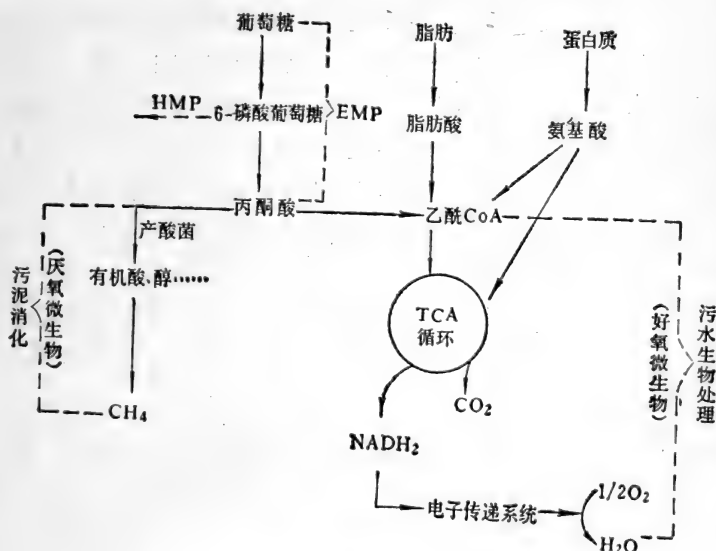 葡萄糖
脂肪
蛋白质
HMP
6-磷酸葡萄糖
EMP
脂肪酸
氨基酸
丙酮酸
乙酰CoA
产酸菌
有机酸、醇……
污泥消化
(厌氧微生物)
TCA
循环
(好氧微生物)
污水生物处理
CH₄
CO₂
NADH₂
电子传递系统
1/2O₂
H₂O